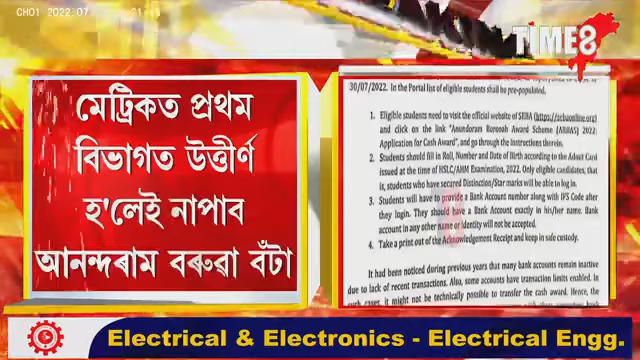 CH01 2022.07
TIME8
মেট্ৰিকত প্ৰথম
বিভাগত উত্তীৰ্ণ
হ'লেই নাপাব
আনন্দৰাম বৰুৱা বঁটা
30/07/2022. In the Portal list of eligible students shall be pre-populated.
1. Eligible students need to visit the official website of SEBA (https://sebaonline.org)
and click on the link "Anundoram Borooah Award Scheme (ABBAS) 2022:
Application for Cash Award", and go through the instructions therein.
2. Students should fill in Roll, Number and Date of Birth according to the Admit Card
issued at the time of HSLC/AHM Examination, 2022. Only eligible candidates, that
is, students who have secured Distinction/Star marks will be able to log in.
3. Students will have to provide a Bank Account number along with IFS Code after
they login. They should have a Bank Account exactly in his/her name. Bank
account in any other name or identity will not be accepted.
4. Take a print out of the Acknowledgement Receipt and keep in safe custody.
It had been noticed during previous years that many bank accounts remain inactive
due to lack of recent transactions. Also, some accounts have transaction limits enabled. In
such cases, it might not be technically possible to transfer the cash award. Hence, the
Electrical & Electronics - Electrical Engg.